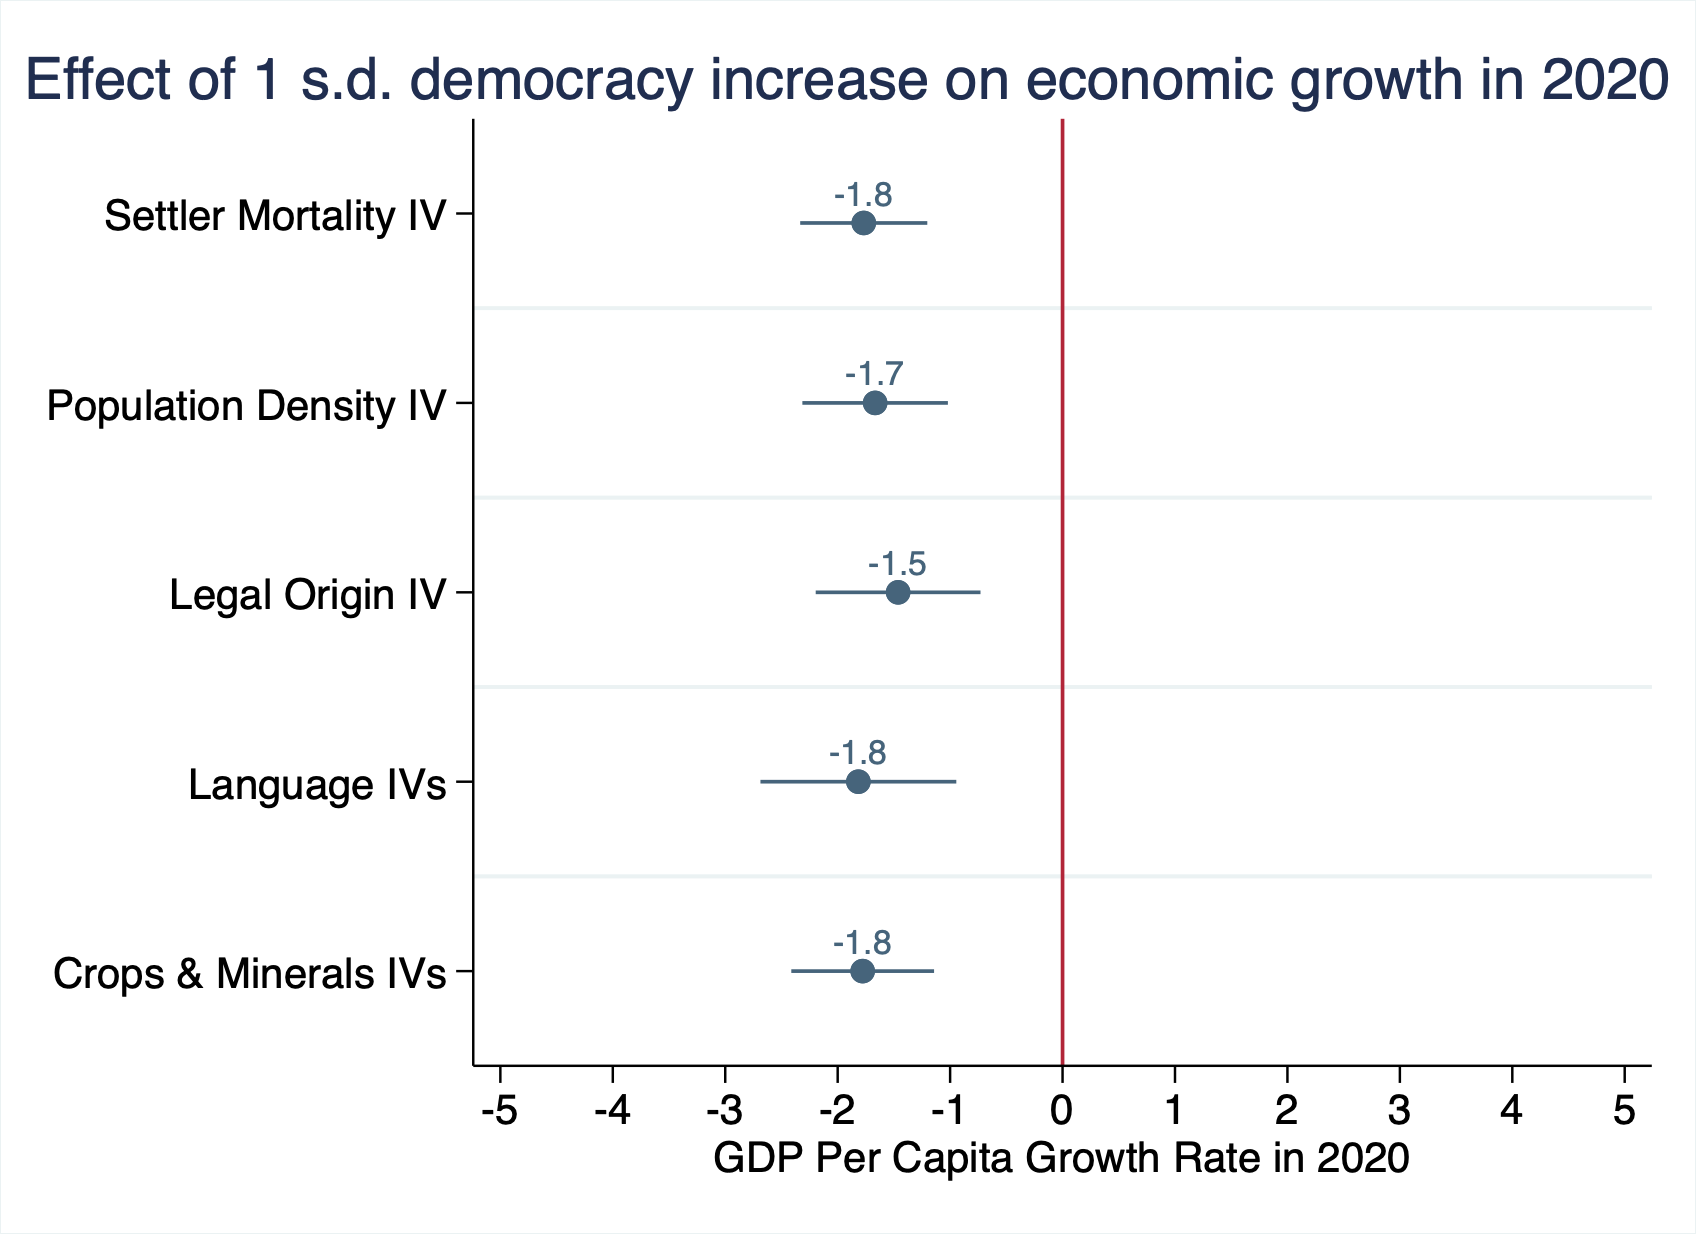 Effect of 1 s.d. democracy increase on economic growth in 2020
Settler Mortality IV
-1.8
Population Density IV
-1.7
Legal Origin IV
-1.5
Language IVs
-1.8
Crops & Minerals IVs
-1.8
-5 -4 -3 -2 -1 0 1 2 3 4 5
GDP Per Capita Growth Rate in 2020